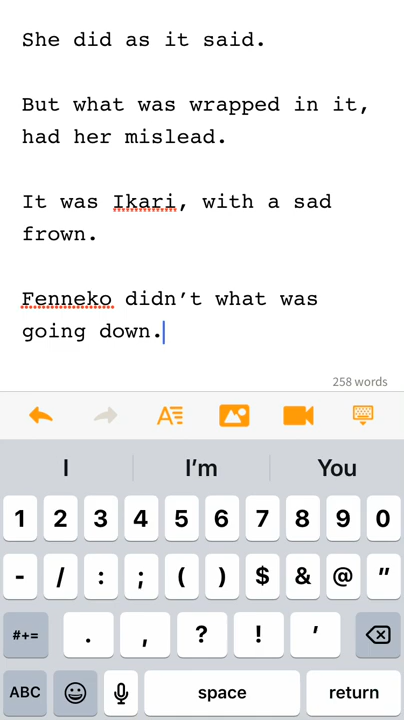 She did as it said.
But what was wrapped in it,
had her mislead.
It was Ikari, with a sad
frown.
Fenneko didn’t what was
going down.
258 words
I I’m You
1 2 3 4 5 6 7 8 9 0
- / : ; ( ) $ & @ "
#+= . , ? ! ’
ABC space return